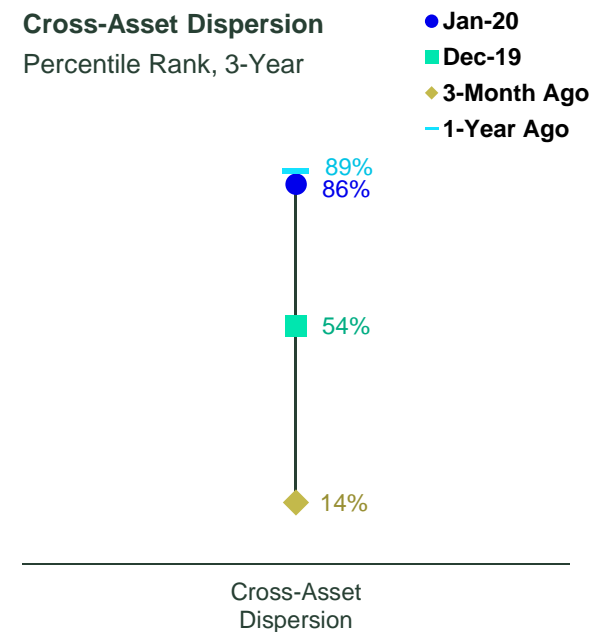 Cross-Asset Dispersion
Percentile Rank, 3-Year
Jan-20
Dec-19
3-Month Ago
1-Year Ago
89%
86%
54%
14%
Cross-Asset
Dispersion